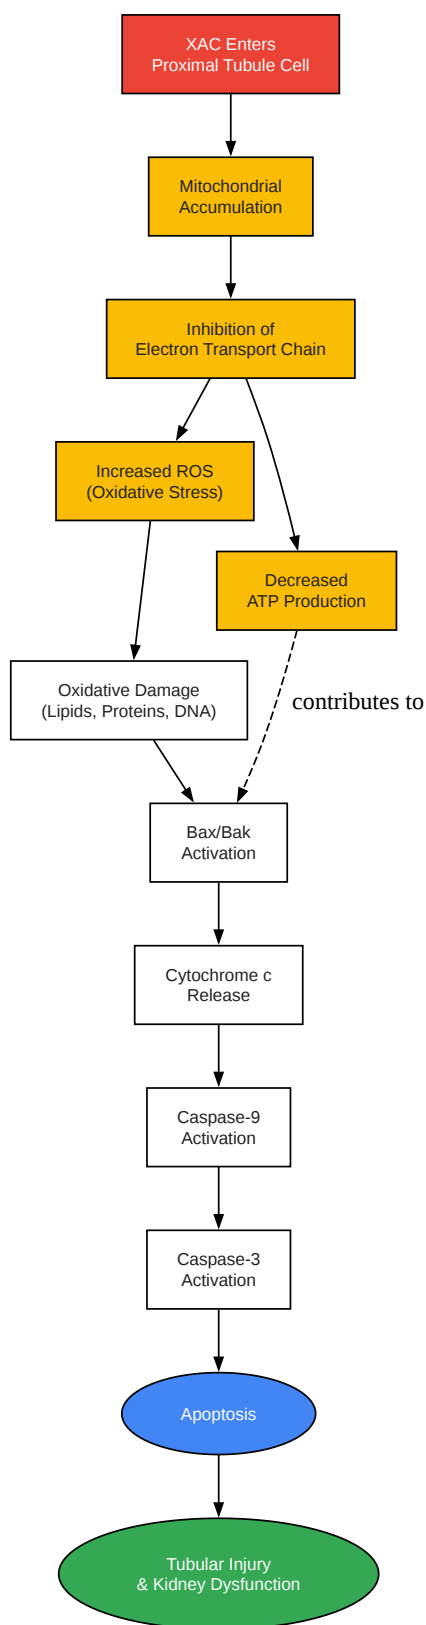 XAC Enters
Proximal Tubule Cell
Mitochondrial
Accumulation
Inhibition of
Electron Transport Chain
Increased ROS
(Oxidative Stress)
Decreased
ATP Production
Oxidative Damage
(Lipids, Proteins, DNA)
contributes to
Bax/Bak
Activation
Cytochrome c
Release
Caspase-9
Activation
Caspase-3
Activation
Apoptosis
Tubular Injury
& Kidney Dysfunction